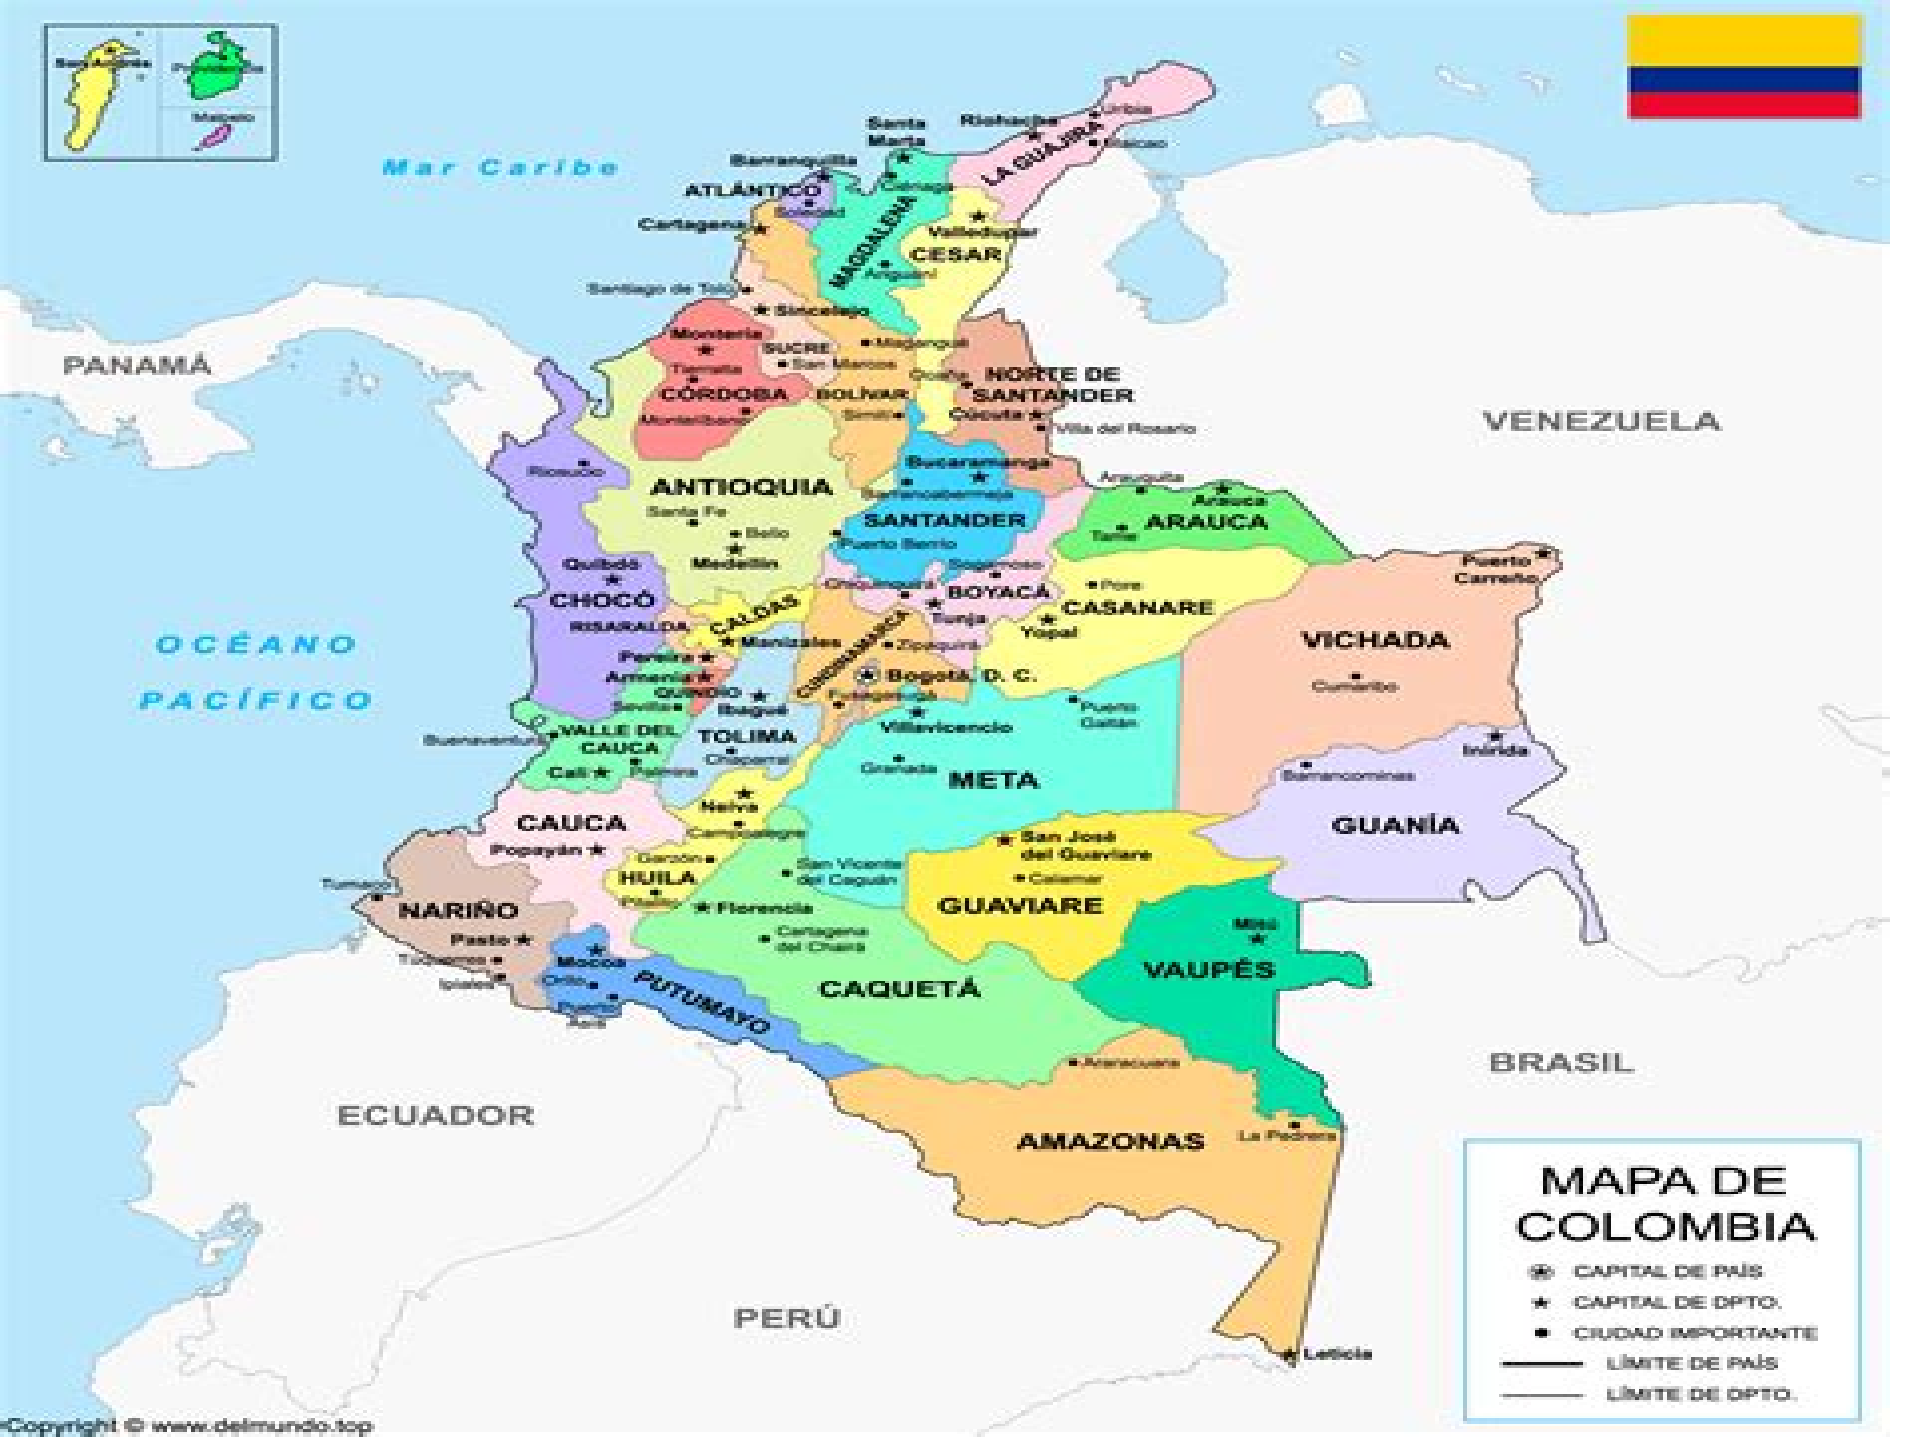 San Andrés
Providencia
Malpelo
Mar Caribe
Santa
Marta
Riohacha
Uribia
Maicao
LA GUAJIRA
Barranquilla
ATLÁNTICO
Soledad
Ciénaga
Cartagena
MAGDALENA
Valledupar
CESAR
Ariguaní
Santiago de Tolú
Sincelejo
Montería
SUCRE
Magangué
San Marcos
Tierralta
CÓRDOBA
BOLÍVAR
Ocaña
NORTE DE
SANTANDER
Simití
Cúcuta
Montelíbano
Villa del Rosario
PANAMÁ
VENEZUELA
Riosucio
Bucaramanga
Barrancabermeja
ANTIOQUIA
Santa Fe
Bello
Medellín
SANTANDER
Puerto Berrío
Arauquita
Arauca
ARAUCA
Tame
Puerto
Carreño
Quibdó
CHOCÓ
Sogamoso
Chiquinquirá
BOYACÁ
Tunja
Pore
CASANARE
Yopal
VICHADA
Cumaribo
RISARALDA
CALDAS
Manizales
CUNDINAMARCA
Zipaquirá
Pereira
Armenia
QUINDÍO
Bogotá, D. C.
Fusagasugá
Sevilla
Ibagué
OCÉANO
PACÍFICO
Villavicencio
Puerto
Gaitán
VALLE DEL
CAUCA
Buenaventura
TOLIMA
Chaparral
Cali
Palmira
Granada
META
Inírida
Barrancominas
GUANÍA
Neiva
Campoalegre
CAUCA
Popayán
Garzón
HUILA
Pitalito
San Vicente
del Caguán
San José
del Guaviare
Calamar
GUAVIARE
Tumaco
NARIÑO
Florencia
Cartagena
del Chairá
Pasto
Túquerres
Ipiales
Mocoa
Orito
Puerto
Asís
PUTUMAYO
CAQUETÁ
Mitú
VAUPÉS
Araracuara
BRASIL
ECUADOR
AMAZONAS
La Pedrera
PERÚ
Leticia
MAPA DE
COLOMBIA
CAPITAL DE PAÍS
CAPITAL DE DPTO.
CIUDAD IMPORTANTE
LÍMITE DE PAÍS
LÍMITE DE DPTO.
Copyright © www.delmundo.top